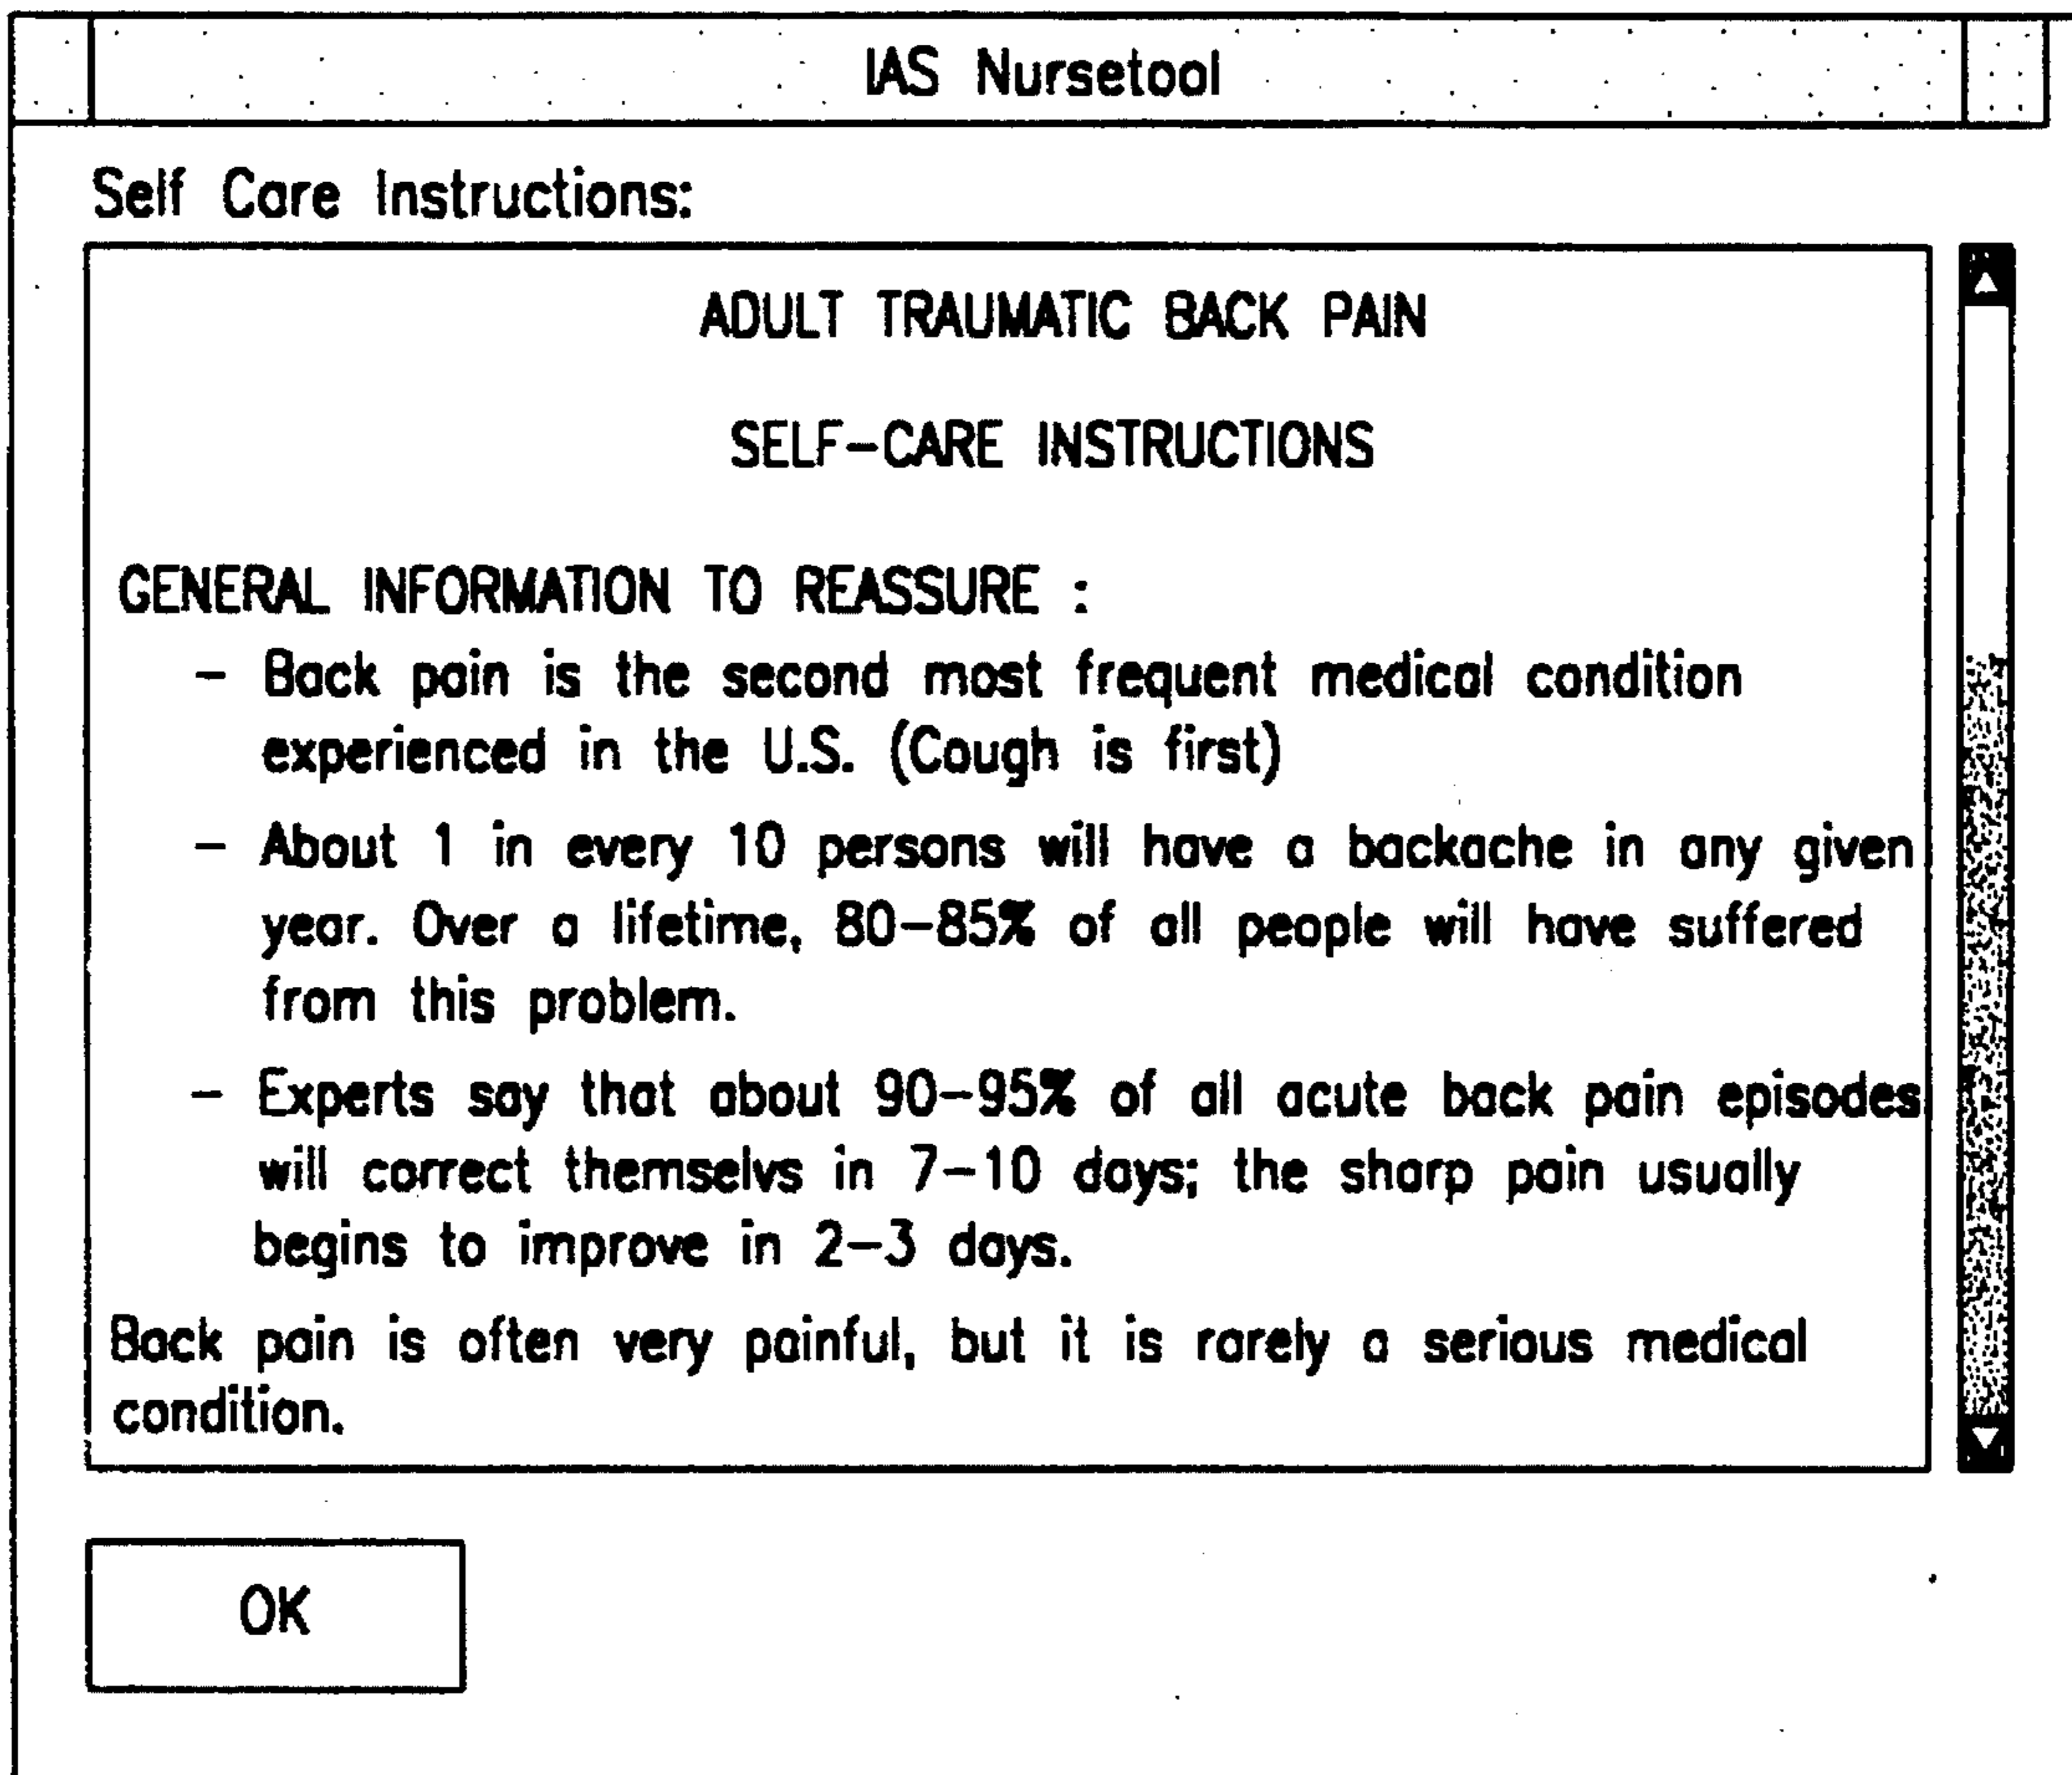 IAS Nursetool
Self Care Instructions:
ADULT TRAUMATIC BACK PAIN
SELF-CARE INSTRUCTIONS
GENERAL INFORMATION TO REASSURE :
- Back pain is the second most frequent medical condition
experienced in the U.S. (Cough is first)
- About 1 in every 10 persons will have a backache in any given
year. Over a lifetime, 80-85% of all people will have suffered
from this problem.
- Experts say that about 90-95% of all acute back pain episodes
will correct themselvs in 7-10 days; the sharp pain usually
begins to improve in 2-3 days.
Back pain is often very painful, but it is rarely a serious medical
condition.
OK